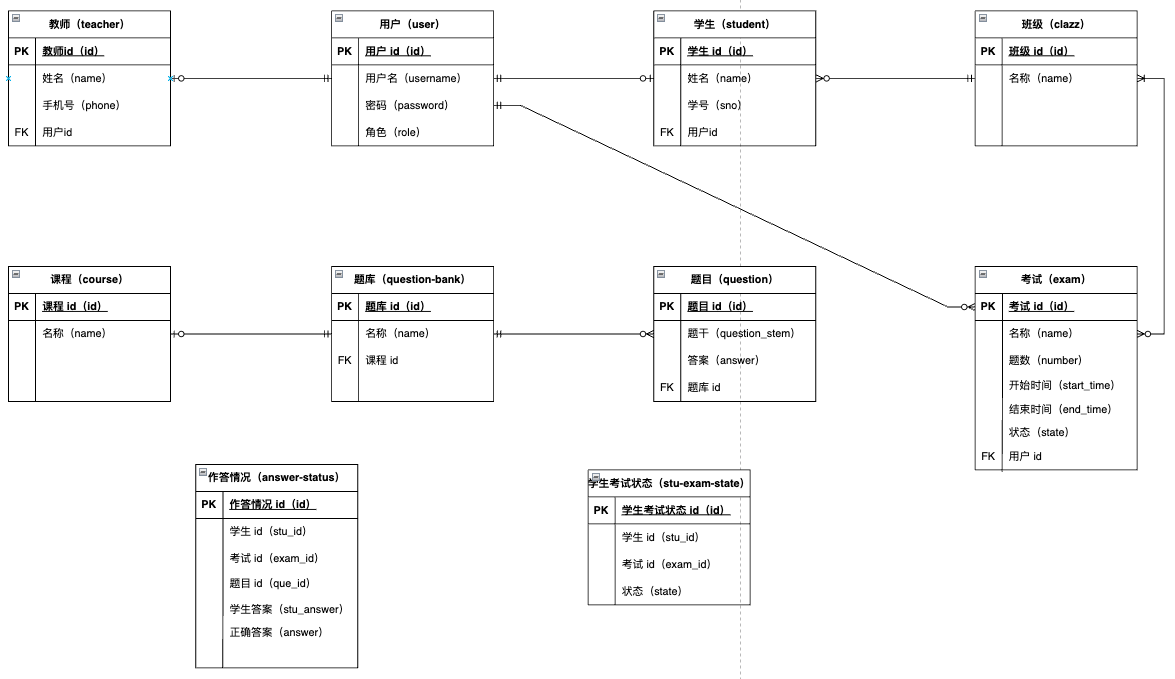 教师（teacher）
PK 教师id（id）
姓名（name）
手机号（phone）
FK 用户id
用户（user）
PK 用户 id（id）
用户名（username）
密码（password）
角色（role）
学生（student）
PK 学生 id（id）
姓名（name）
学号（sno）
FK 用户id
班级（clazz）
PK 班级 id（id）
名称（name）
课程（course）
PK 课程 id（id）
名称（name）
题库（question-bank）
PK 题库 id（id）
名称（name）
FK 课程 id
题目（question）
PK 题目 id（id）
题干（question_stem）
答案（answer）
FK 题库 id
考试（exam）
PK 考试 id（id）
名称（name）
题数（number）
开始时间（start_time）
结束时间（end_time）
状态（state）
FK 用户 id
作答情况（answer-status）
PK 作答情况 id（id）
学生 id（stu_id）
考试 id（exam_id）
题目 id（que_id）
学生答案（stu_answer）
正确答案（answer）
学生考试状态（stu-exam-state）
PK 学生考试状态 id（id）
学生 id（stu_id）
考试 id（exam_id）
状态（state）